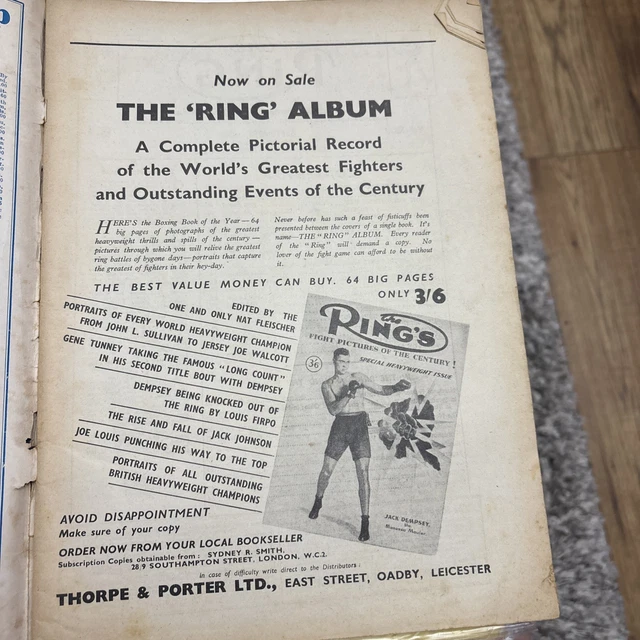 Now on Sale
THE ‘RING’ ALBUM
A Complete Pictorial Record
of the World's Greatest Fighters
and Outstanding Events of the Century
HERE'S the Boxing Book of the Year — 64
big pages of photographs of the greatest
heavyweight thrills and spills of the century —
pictures through which you will relive the greatest
ring battles of bygone days — portraits that capture
the greatest of fighters in their hey-day.
Never before has such a feast of fisticuffs been
presented between the covers of a single book. It's
name—THE "RING" ALBUM. Every reader
of the "Ring" will demand a copy. No
lover of the fight game can afford to be without
it.
THE BEST VALUE MONEY CAN BUY. 64 BIG PAGES
ONLY 3/6
EDITED BY THE
ONE AND ONLY NAT FLEISCHER
PORTRAITS OF EVERY WORLD HEAVYWEIGHT CHAMPION
FROM JOHN L. SULLIVAN TO JERSEY JOE WALCOTT
GENE TUNNEY TAKING THE FAMOUS "LONG COUNT"
IN HIS SECOND TITLE BOUT WITH DEMPSEY
DEMPSEY BEING KNOCKED OUT OF
THE RING BY LOUIS FIRPO
THE RISE AND FALL OF JACK JOHNSON
JOE LOUIS PUNCHING HIS WAY TO THE TOP
PORTRAITS OF ALL OUTSTANDING
BRITISH HEAVYWEIGHT CHAMPIONS
the
RING'S
FIGHT PICTURES OF THE CENTURY!
3/6
SPECIAL HEAVYWEIGHT ISSUE
JACK DEMPSEY,
the
Manassa Mauler.
AVOID DISAPPOINTMENT
Make sure of your copy
ORDER NOW FROM YOUR LOCAL BOOKSELLER
Subscription Copies obtainable from: SYDNEY R. SMITH,
28/9 SOUTHAMPTON STREET, LONDON, W.C.2.
In case of difficulty write direct to the Distributors:
THORPE & PORTER LTD., EAST STREET, OADBY, LEICESTER